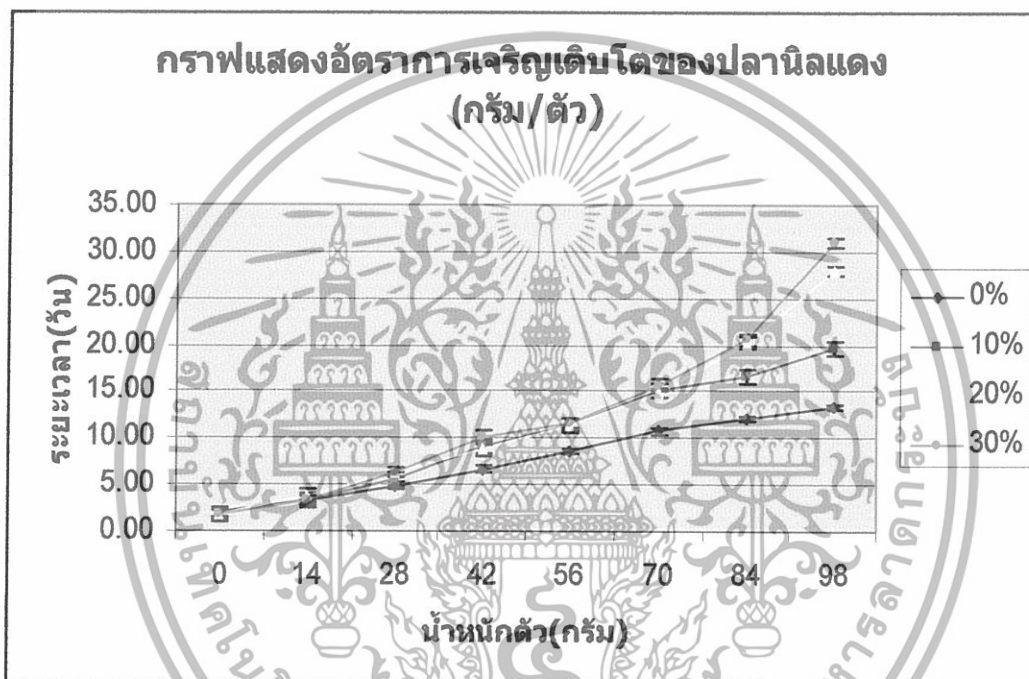 กราฟแสดงอัตราการเจริญเติบโตของปลานิลแดง
(กรัม/ตัว)
35.00
30.00
25.00
20.00
15.00
10.00
5.00
0.00
ระยะเวลา(วัน)
0 14 28 42 56 70 84 98
น้ำหนักตัว(กรัม)
0%
10%
20%
30%